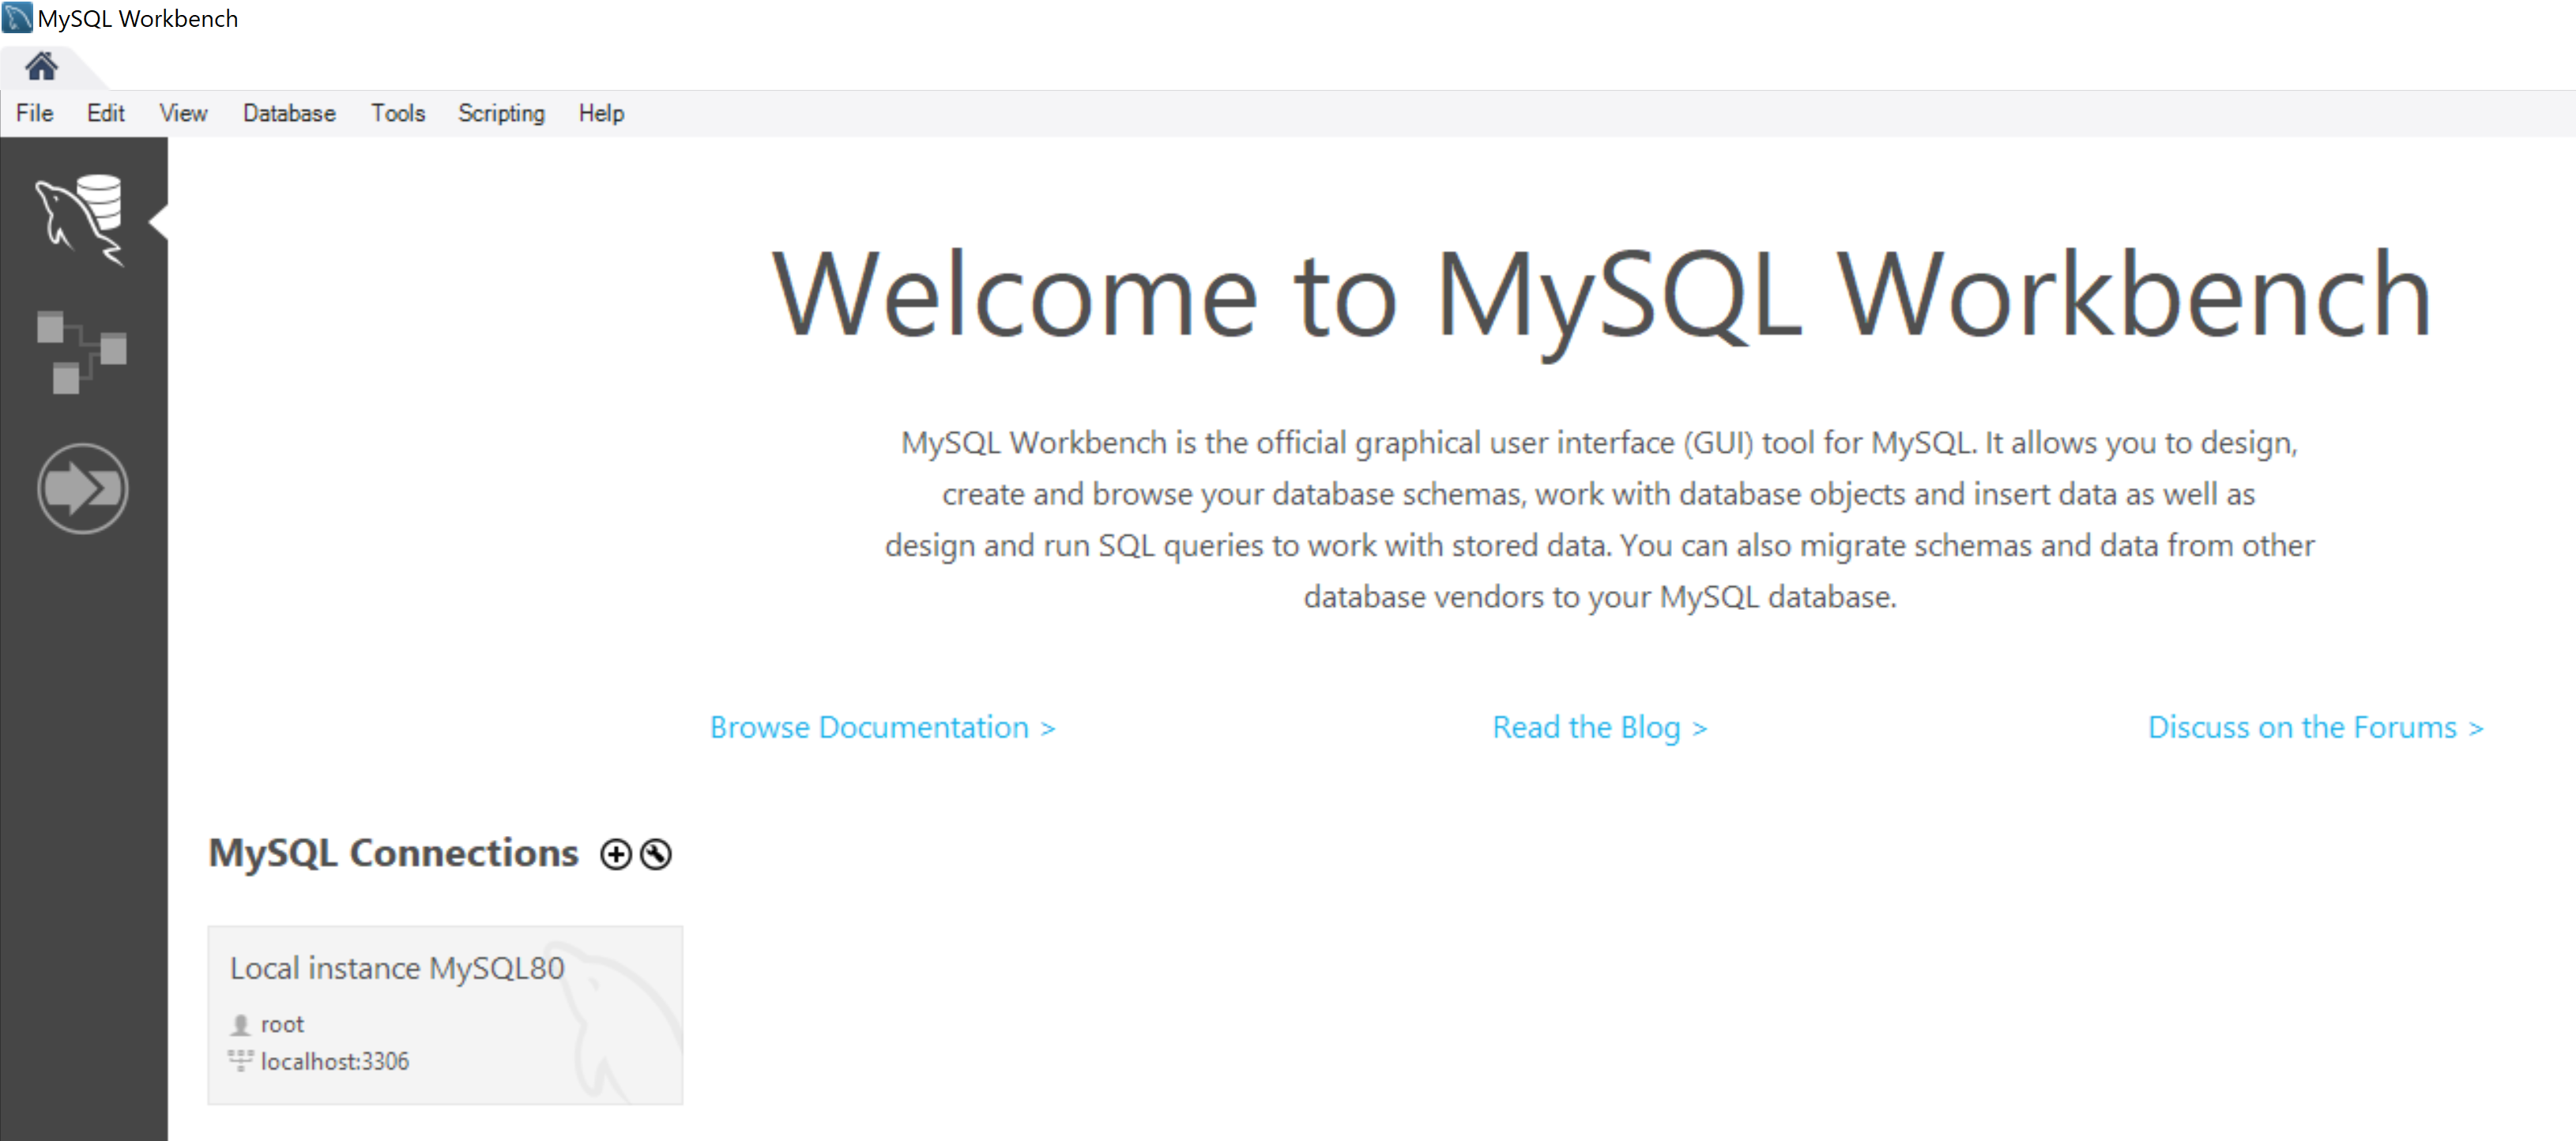 MySQL Workbench
File Edit View Database Tools Scripting Help
Welcome to MySQL Workbench
MySQL Workbench is the official graphical user interface (GUI) tool for MySQL. It allows you to design,
create and browse your database schemas, work with database objects and insert data as well as
design and run SQL queries to work with stored data. You can also migrate schemas and data from other
database vendors to your MySQL database.
Browse Documentation > Read the Blog > Discuss on the Forums >
MySQL Connections
Local instance MySQL80
root
localhost:3306